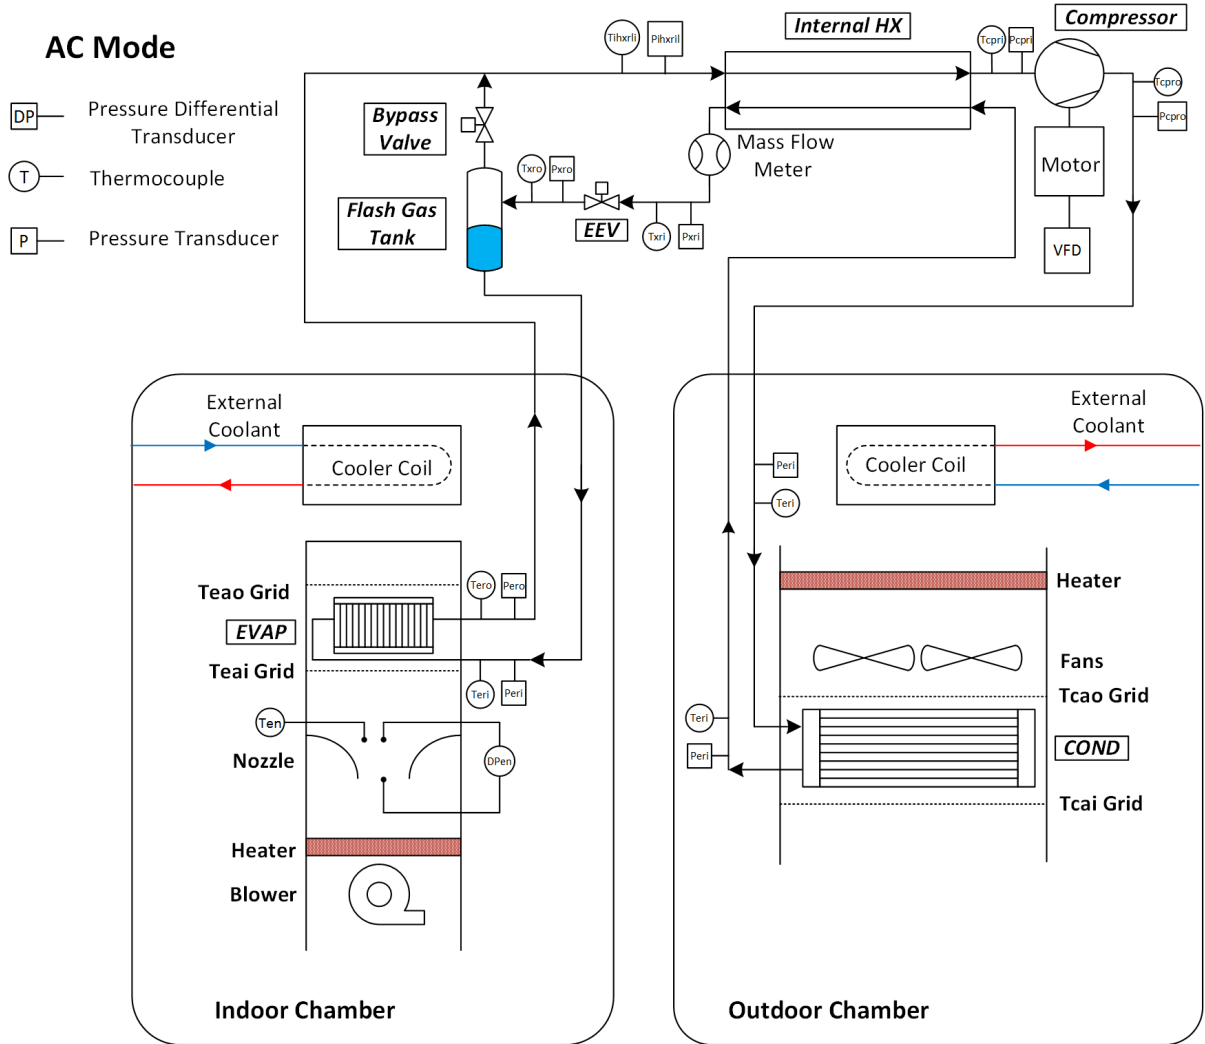 AC Mode
DP
Pressure Differential
Transducer
T
Thermocouple
P
Pressure Transducer
Tihxrli
Pihxril
Internal HX
Tcpri
Pcpri
Compressor
Tcpro
Pcpro
Bypass
Valve
Mass Flow
Meter
Motor
VFD
Txro
Pxro
Flash Gas
Tank
EEV
Txri
Pxri
External
Coolant
Cooler Coil
External
Coolant
Cooler Coil
Peri
Teri
Teao Grid
Tero
Pero
EVAP
Teai Grid
Teri
Peri
Ten
Nozzle
DPen
Heater
Blower
Indoor Chamber
Heater
Fans
Tcao Grid
Teri
Peri
COND
Tcai Grid
Outdoor Chamber